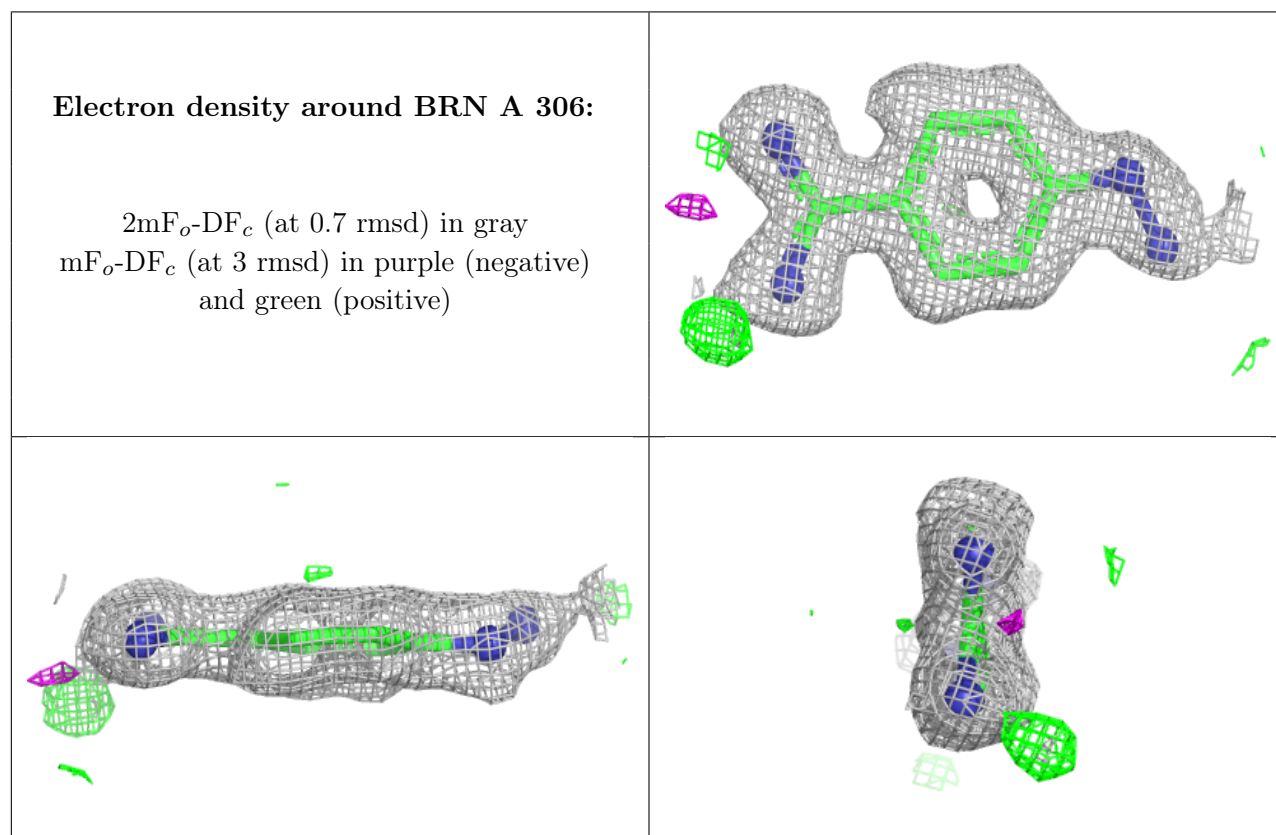 Electron density around BRN A 306:
2mFo-DFc (at 0.7 rmsd) in gray
mFo-DFc (at 3 rmsd) in purple (negative)
and green (positive)